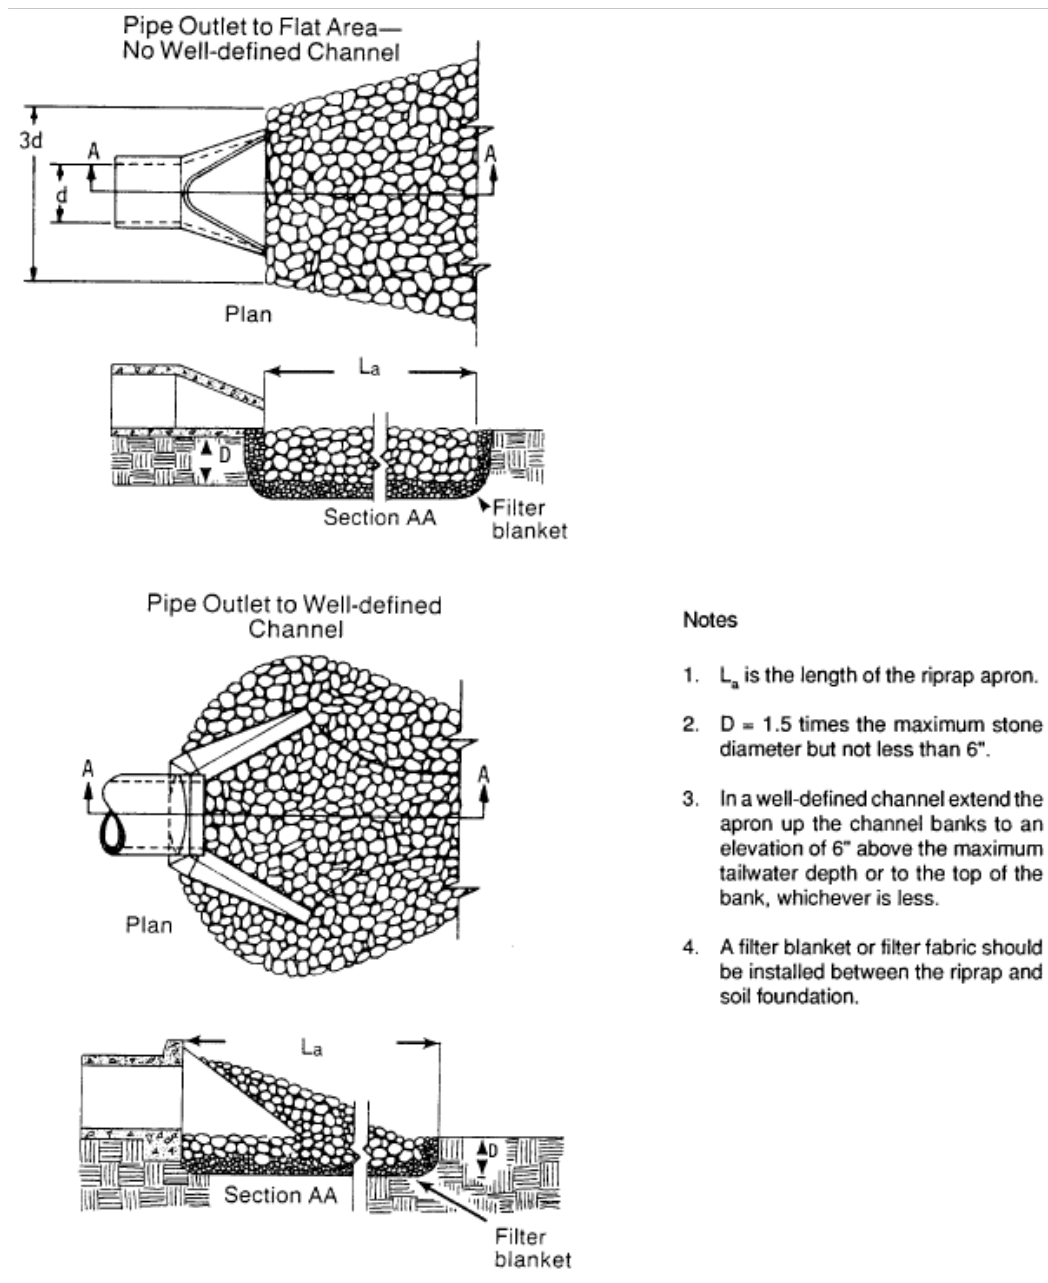 Pipe Outlet to Flat Area—
No Well-defined Channel
3d
A
A
d
Plan
La
D
Section AA
Filter
blanket
Pipe Outlet to Well-defined
Channel
A
A
Plan
La
D
Section AA
Filter
blanket
Notes
1. La is the length of the riprap apron.
2. D = 1.5 times the maximum stone
diameter but not less than 6".
3. In a well-defined channel extend the
apron up the channel banks to an
elevation of 6" above the maximum
tailwater depth or to the top of the
bank, whichever is less.
4. A filter blanket or filter fabric should
be installed between the riprap and
soil foundation.